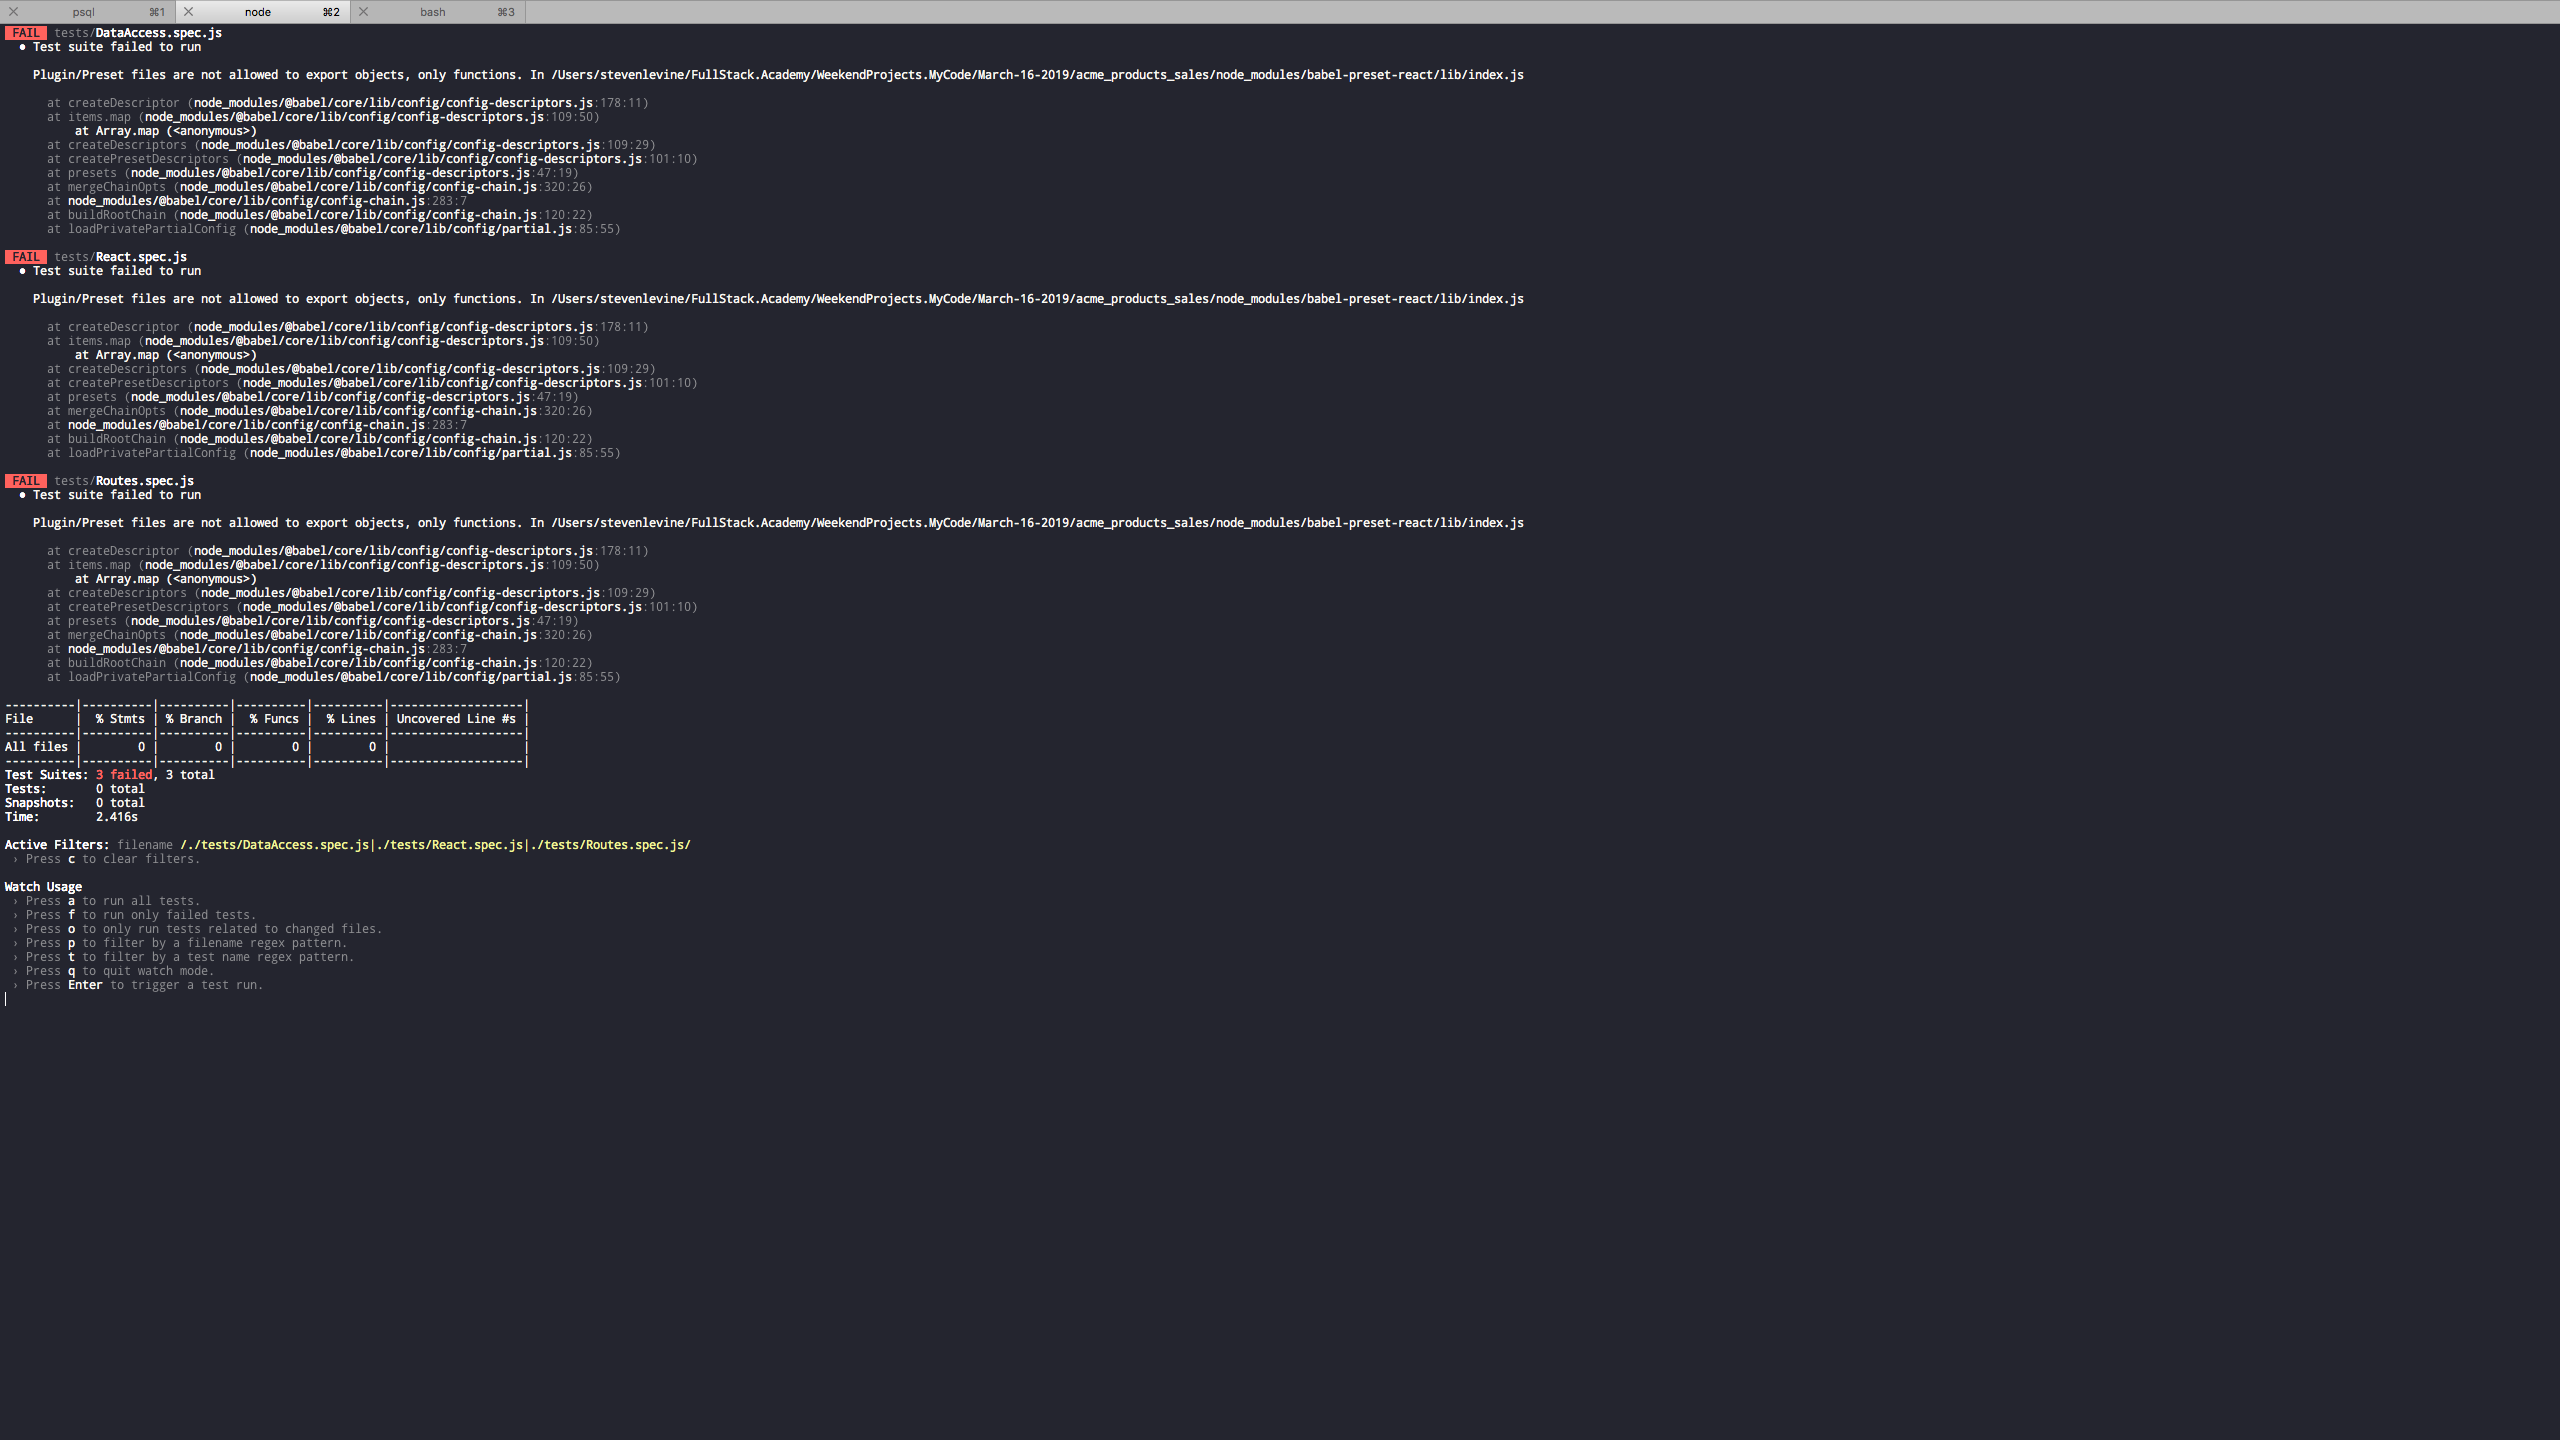 psql ⌘1 node ⌘2 bash ⌘3
FAIL tests/DataAccess.spec.js
● Test suite failed to run
Plugin/Preset files are not allowed to export objects, only functions. In /Users/stevenlevine/FullStack.Academy/WeekendProjects.MyCode/March-16-2019/acme_products_sales/node_modules/babel-preset-react/lib/index.js
at createDescriptor (node_modules/@babel/core/lib/config/config-descriptors.js:178:11)
at items.map (node_modules/@babel/core/lib/config/config-descriptors.js:109:50)
at Array.map (<anonymous>)
at createDescriptors (node_modules/@babel/core/lib/config/config-descriptors.js:109:29)
at createPresetDescriptors (node_modules/@babel/core/lib/config/config-descriptors.js:101:10)
at presets (node_modules/@babel/core/lib/config/config-descriptors.js:47:19)
at mergeChainOpts (node_modules/@babel/core/lib/config/config-chain.js:320:26)
at node_modules/@babel/core/lib/config/config-chain.js:283:7
at buildRootChain (node_modules/@babel/core/lib/config/config-chain.js:120:22)
at loadPrivatePartialConfig (node_modules/@babel/core/lib/config/partial.js:85:55)
FAIL tests/React.spec.js
● Test suite failed to run
Plugin/Preset files are not allowed to export objects, only functions. In /Users/stevenlevine/FullStack.Academy/WeekendProjects.MyCode/March-16-2019/acme_products_sales/node_modules/babel-preset-react/lib/index.js
at createDescriptor (node_modules/@babel/core/lib/config/config-descriptors.js:178:11)
at items.map (node_modules/@babel/core/lib/config/config-descriptors.js:109:50)
at Array.map (<anonymous>)
at createDescriptors (node_modules/@babel/core/lib/config/config-descriptors.js:109:29)
at createPresetDescriptors (node_modules/@babel/core/lib/config/config-descriptors.js:101:10)
at presets (node_modules/@babel/core/lib/config/config-descriptors.js:47:19)
at mergeChainOpts (node_modules/@babel/core/lib/config/config-chain.js:320:26)
at node_modules/@babel/core/lib/config/config-chain.js:283:7
at buildRootChain (node_modules/@babel/core/lib/config/config-chain.js:120:22)
at loadPrivatePartialConfig (node_modules/@babel/core/lib/config/partial.js:85:55)
FAIL tests/Routes.spec.js
● Test suite failed to run
Plugin/Preset files are not allowed to export objects, only functions. In /Users/stevenlevine/FullStack.Academy/WeekendProjects.MyCode/March-16-2019/acme_products_sales/node_modules/babel-preset-react/lib/index.js
at createDescriptor (node_modules/@babel/core/lib/config/config-descriptors.js:178:11)
at items.map (node_modules/@babel/core/lib/config/config-descriptors.js:109:50)
at Array.map (<anonymous>)
at createDescriptors (node_modules/@babel/core/lib/config/config-descriptors.js:109:29)
at createPresetDescriptors (node_modules/@babel/core/lib/config/config-descriptors.js:101:10)
at presets (node_modules/@babel/core/lib/config/config-descriptors.js:47:19)
at mergeChainOpts (node_modules/@babel/core/lib/config/config-chain.js:320:26)
at node_modules/@babel/core/lib/config/config-chain.js:283:7
at buildRootChain (node_modules/@babel/core/lib/config/config-chain.js:120:22)
at loadPrivatePartialConfig (node_modules/@babel/core/lib/config/partial.js:85:55)
----------|----------|----------|----------|----------|-------------------|
File      |  % Stmts | % Branch |  % Funcs |  % Lines | Uncovered Line #s |
----------|----------|----------|----------|----------|-------------------|
All files |        0 |        0 |        0 |        0 |                   |
----------|----------|----------|----------|----------|-------------------|
Test Suites: 3 failed, 3 total
Tests:       0 total
Snapshots:   0 total
Time:        2.416s
Active Filters: filename /./tests/DataAccess.spec.js|./tests/React.spec.js|./tests/Routes.spec.js/
› Press c to clear filters.
Watch Usage
› Press a to run all tests.
› Press f to run only failed tests.
› Press o to only run tests related to changed files.
› Press p to filter by a filename regex pattern.
› Press t to filter by a test name regex pattern.
› Press q to quit watch mode.
› Press Enter to trigger a test run.